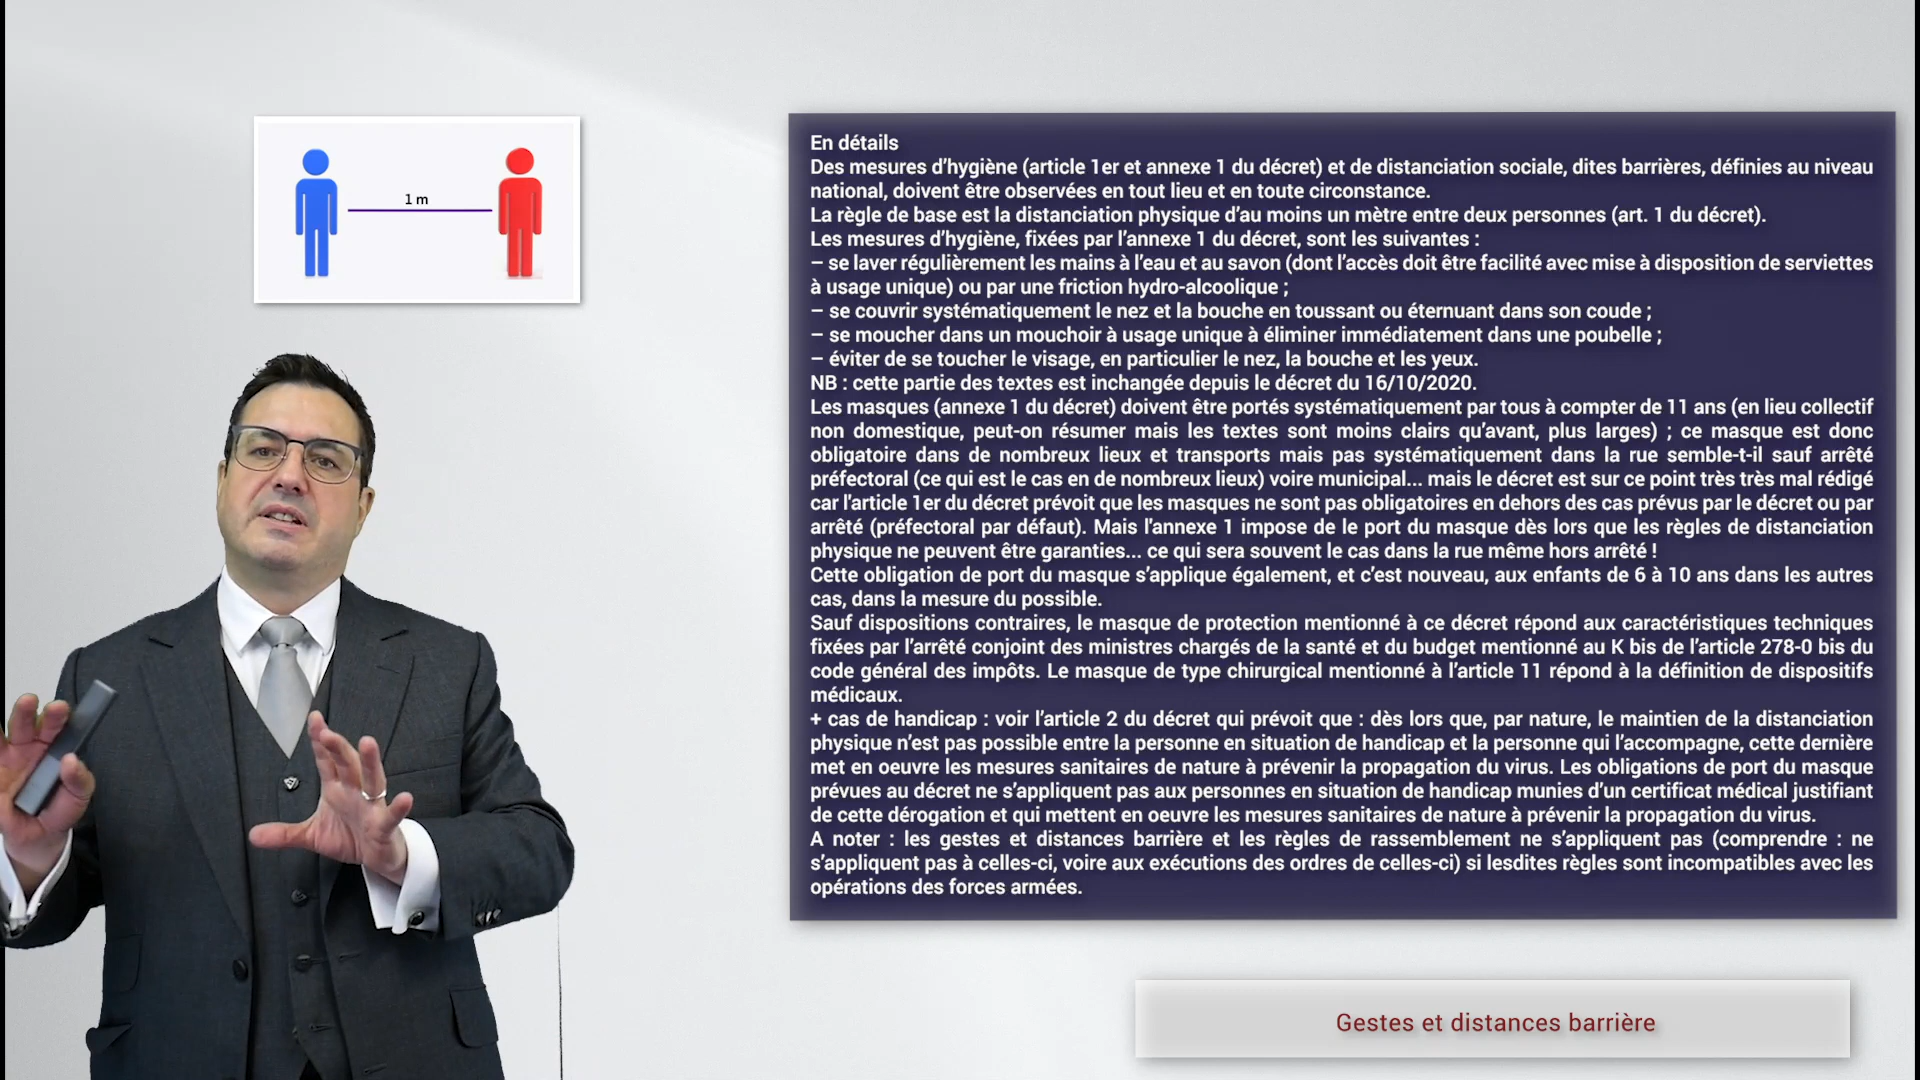 1 m
En détails
Des mesures d’hygiène (article 1er et annexe 1 du décret) et de distanciation sociale, dites barrières, définies au niveau
national, doivent être observées en tout lieu et en toute circonstance.
La règle de base est la distanciation physique d’au moins un mètre entre deux personnes (art. 1 du décret).
Les mesures d’hygiène, fixées par l’annexe 1 du décret, sont les suivantes :
– se laver régulièrement les mains à l’eau et au savon (dont l’accès doit être facilité avec mise à disposition de serviettes
à usage unique) ou par une friction hydro-alcoolique ;
– se couvrir systématiquement le nez et la bouche en toussant ou éternuant dans son coude ;
– se moucher dans un mouchoir à usage unique à éliminer immédiatement dans une poubelle ;
– éviter de se toucher le visage, en particulier le nez, la bouche et les yeux.
NB : cette partie des textes est inchangée depuis le décret du 16/10/2020.
Les masques (annexe 1 du décret) doivent être portés systématiquement par tous à compter de 11 ans (en lieu collectif
non domestique, peut-on résumer mais les textes sont moins clairs qu’avant, plus larges) ; ce masque est donc
obligatoire dans de nombreux lieux et transports mais pas systématiquement dans la rue semble-t-il sauf arrêté
préfectoral (ce qui est le cas en de nombreux lieux) voire municipal... mais le décret est sur ce point très très mal rédigé
car l'article 1er du décret prévoit que les masques ne sont pas obligatoires en dehors des cas prévus par le décret ou par
arrêté (préfectoral par défaut). Mais l'annexe 1 impose de le port du masque dès lors que les règles de distanciation
physique ne peuvent être garanties... ce qui sera souvent le cas dans la rue même hors arrêté !
Cette obligation de port du masque s’applique également, et c’est nouveau, aux enfants de 6 à 10 ans dans les autres
cas, dans la mesure du possible.
Sauf dispositions contraires, le masque de protection mentionné à ce décret répond aux caractéristiques techniques
fixées par l’arrêté conjoint des ministres chargés de la santé et du budget mentionné au K bis de l’article 278-0 bis du
code général des impôts. Le masque de type chirurgical mentionné à l’article 11 répond à la définition de dispositifs
médicaux.
+ cas de handicap : voir l’article 2 du décret qui prévoit que : dès lors que, par nature, le maintien de la distanciation
physique n’est pas possible entre la personne en situation de handicap et la personne qui l’accompagne, cette dernière
met en oeuvre les mesures sanitaires de nature à prévenir la propagation du virus. Les obligations de port du masque
prévues au décret ne s’appliquent pas aux personnes en situation de handicap munies d’un certificat médical justifiant
de cette dérogation et qui mettent en oeuvre les mesures sanitaires de nature à prévenir la propagation du virus.
A noter : les gestes et distances barrière et les règles de rassemblement ne s’appliquent pas (comprendre : ne
s’appliquent pas à celles-ci, voire aux exécutions des ordres de celles-ci) si lesdites règles sont incompatibles avec les
opérations des forces armées.
Gestes et distances barrière